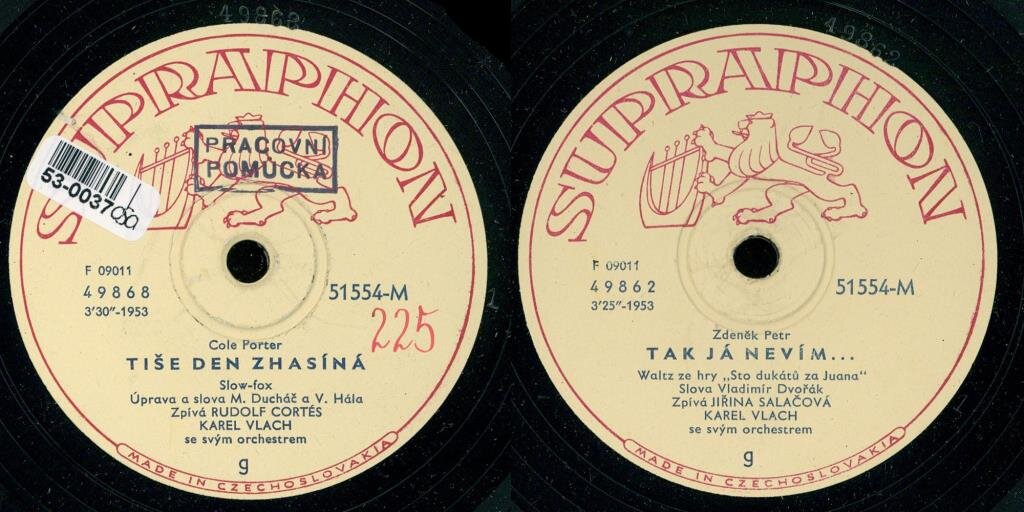 49868
SUPRAPHON
PRACOVNÍ
POMŮCKA
53-0037
F 09011
49868
3'30"-1953
51554-M
225
Cole Porter
TIŠE DEN ZHASÍNÁ
Slow-fox
Úprava a slova M. Ducháč a V. Hála
Zpívá RUDOLF CORTÉS
KAREL VLACH
se svým orchestrem
g
MADE IN CZECHOSLOVAKIA
49862
SUPRAPHON
F 09011
49862
3'25"-1953
51554-M
Zdeněk Petr
TAK JÁ NEVÍM...
Waltz ze hry „Sto dukátů za Juana"
Slova Vladimír Dvořák
Zpívá JIŘINA SALAČOVÁ
KAREL VLACH
se svým orchestrem
g
MADE IN CZECHOSLOVAKIA